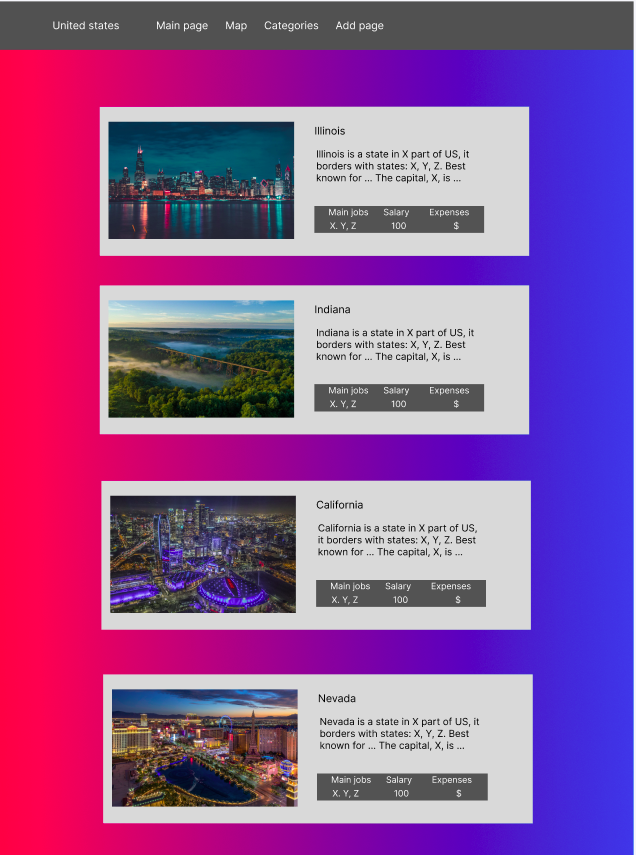 United states Main page Map Categories Add page
Illinois
Illinois is a state in X part of US, it
borders with states: X, Y, Z. Best
known for ... The capital, X, is ...
Main jobs Salary Expenses
X. Y, Z 100 $
Indiana
Indiana is a state in X part of US, it
borders with states: X, Y, Z. Best
known for ... The capital, X, is ...
Main jobs Salary Expenses
X. Y, Z 100 $
California
California is a state in X part of US,
it borders with states: X, Y, Z. Best
known for ... The capital, X, is ...
Main jobs Salary Expenses
X. Y, Z 100 $
Nevada
Nevada is a state in X part of US, it
borders with states: X, Y, Z. Best
known for ... The capital, X, is ...
Main jobs Salary Expenses
X. Y, Z 100 $